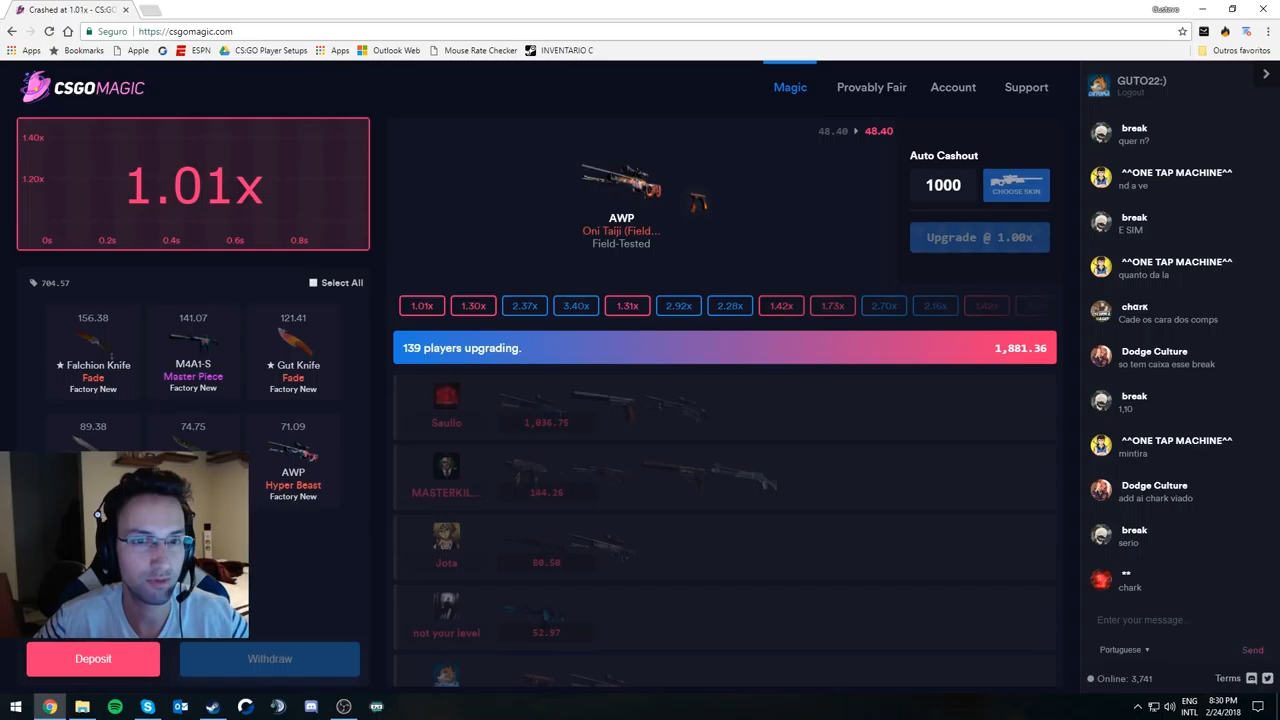 Crashed at 1.01x - CS:GO
Gustavo
Seguro
https://csgomagic.com
Apps
Bookmarks
Apple
ESPN
CS:GO Player Setups
Apps
Outlook Web
Mouse Rate Checker
INVENTARIO C
Outros favoritos
CSGOMAGIC
Magic
Provably Fair
Account
Support
1.40x
1.20x
1.01x
0s
0.2s
0.4s
0.6s
0.8s
704.57
Select All
156.38
★ Falchion Knife
Fade
Factory New
141.07
M4A1-S
Master Piece
Factory New
121.41
★ Gut Knife
Fade
Factory New
89.38
74.75
71.09
AWP
Hyper Beast
Factory New
Deposit
Withdraw
48.40
48.40
AWP
Oni Taiji (Field...
Field-Tested
Auto Cashout
1000
CHOOSE SKIN
Upgrade @ 1.00x
1.01x
1.30x
2.37x
3.40x
1.31x
2.92x
2.28x
1.42x
1.73x
2.70x
2.16x
1.42x
139 players upgrading.
1,881.36
Saullo
1,036.75
MASTERKIL...
144.26
Jota
80.50
not your level
52.97
GUTO22:)
Logout
break
quer n?
^^ONE TAP MACHINE^^
nd a ve
break
E SIM
^^ONE TAP MACHINE^^
quanto da la
chαrκ
Cade os cara dos comps
Dodge Culture
so tem caixa esse break
break
1,10
^^ONE TAP MACHINE^^
mintira
Dodge Culture
add ai chark viado
break
serio
**
chark
Enter your message...
Portuguese
Send
Online: 3,741
Terms
ENG
INTL
8:30 PM
2/24/2018